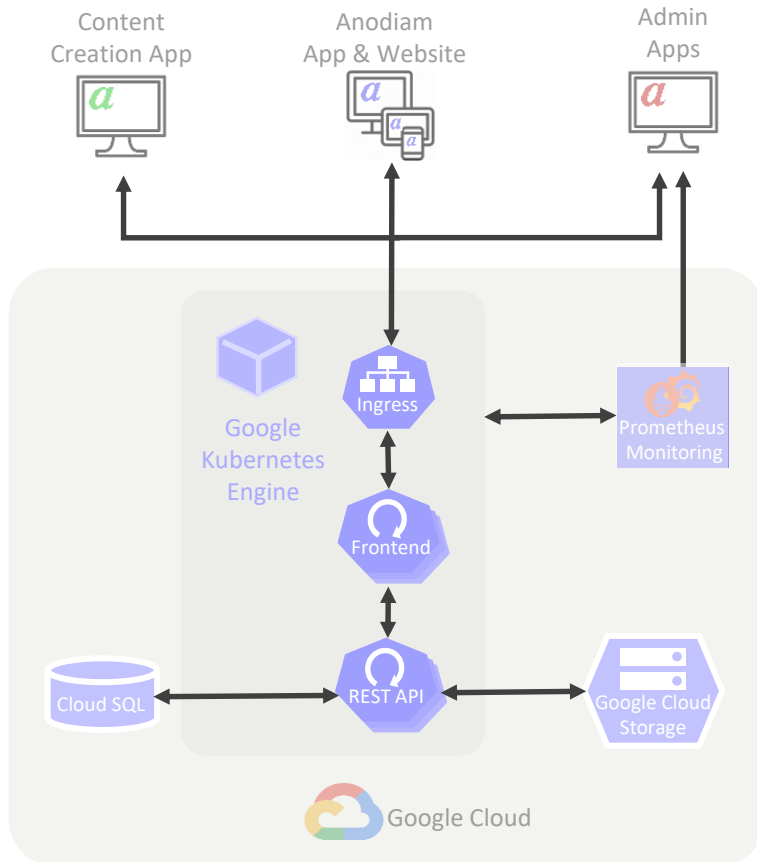 Content
Creation App
Anodiam
App & Website
Admin
Apps
a
a
a
a
a
Ingress
Google
Kubernetes
Engine
Prometheus
Monitoring
Frontend
Cloud SQL
REST API
Google Cloud
Storage
Google Cloud